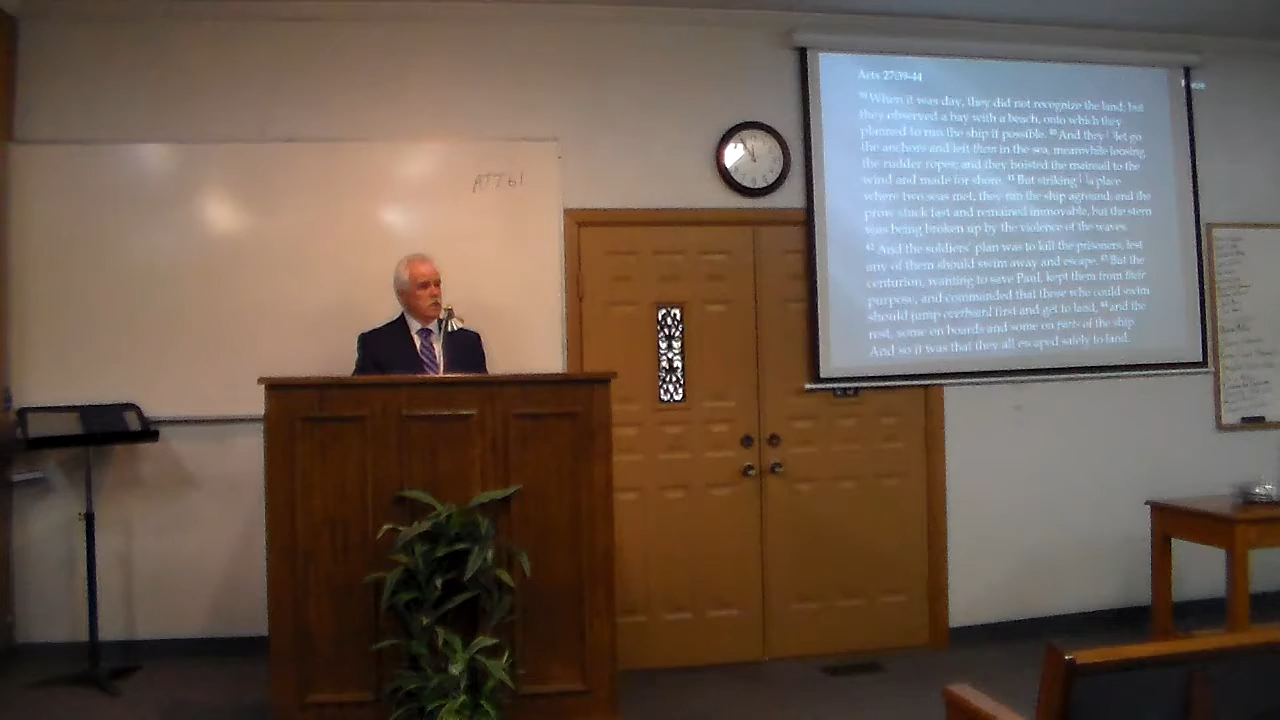 ATT 61
Acts 27:39-44
39 When it was day, they did not recognize the land; but
they observed a bay with a beach, onto which they
planned to run the ship if possible. 40 And they let go
the anchors and left them in the sea, meanwhile loosing
the rudder ropes; and they hoisted the mainsail to the
wind and made for shore. 41 But striking a place
where two seas met, they ran the ship aground; and the
prow stuck fast and remained immovable, but the stern
was being broken up by the violence of the waves.
42 And the soldiers' plan was to kill the prisoners, lest
any of them should swim away and escape. 43 But the
centurion, wanting to save Paul, kept them from their
purpose, and commanded that those who could swim
should jump overboard first and get to land, 44 and the
rest, some on boards and some on parts of the ship.
And so it was that they all escaped safely to land.